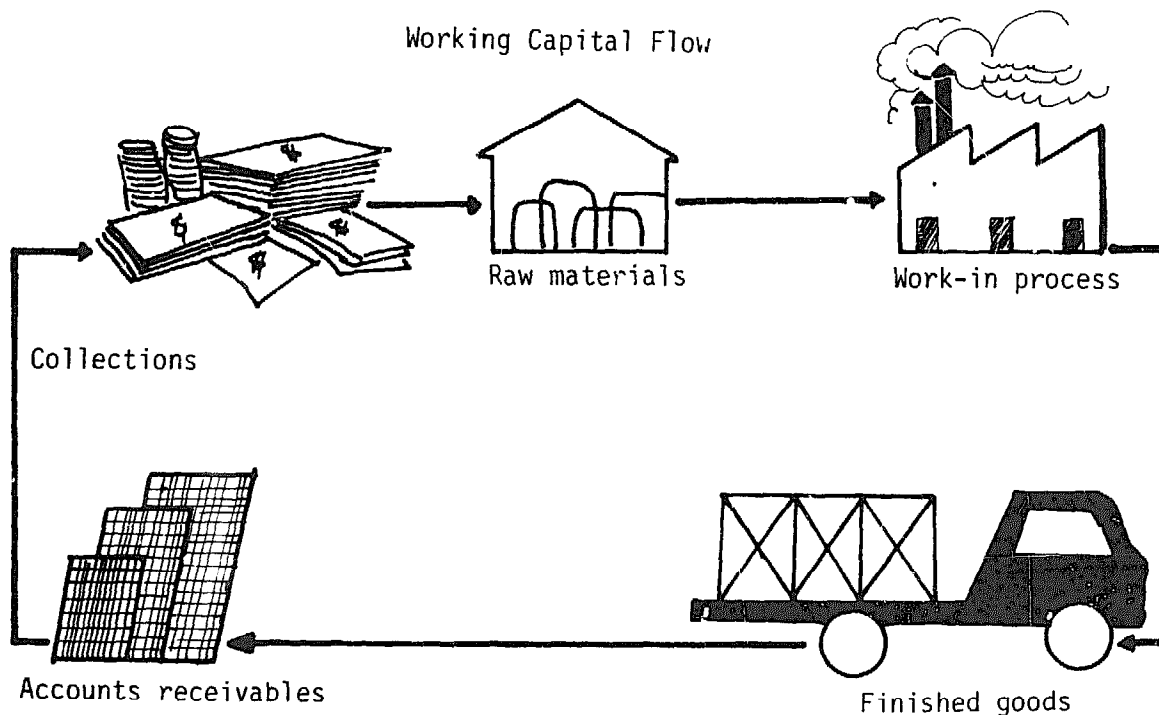 Working Capital Flow
Raw materials
Work-in process
Collections
Accounts receivables
Finished goods